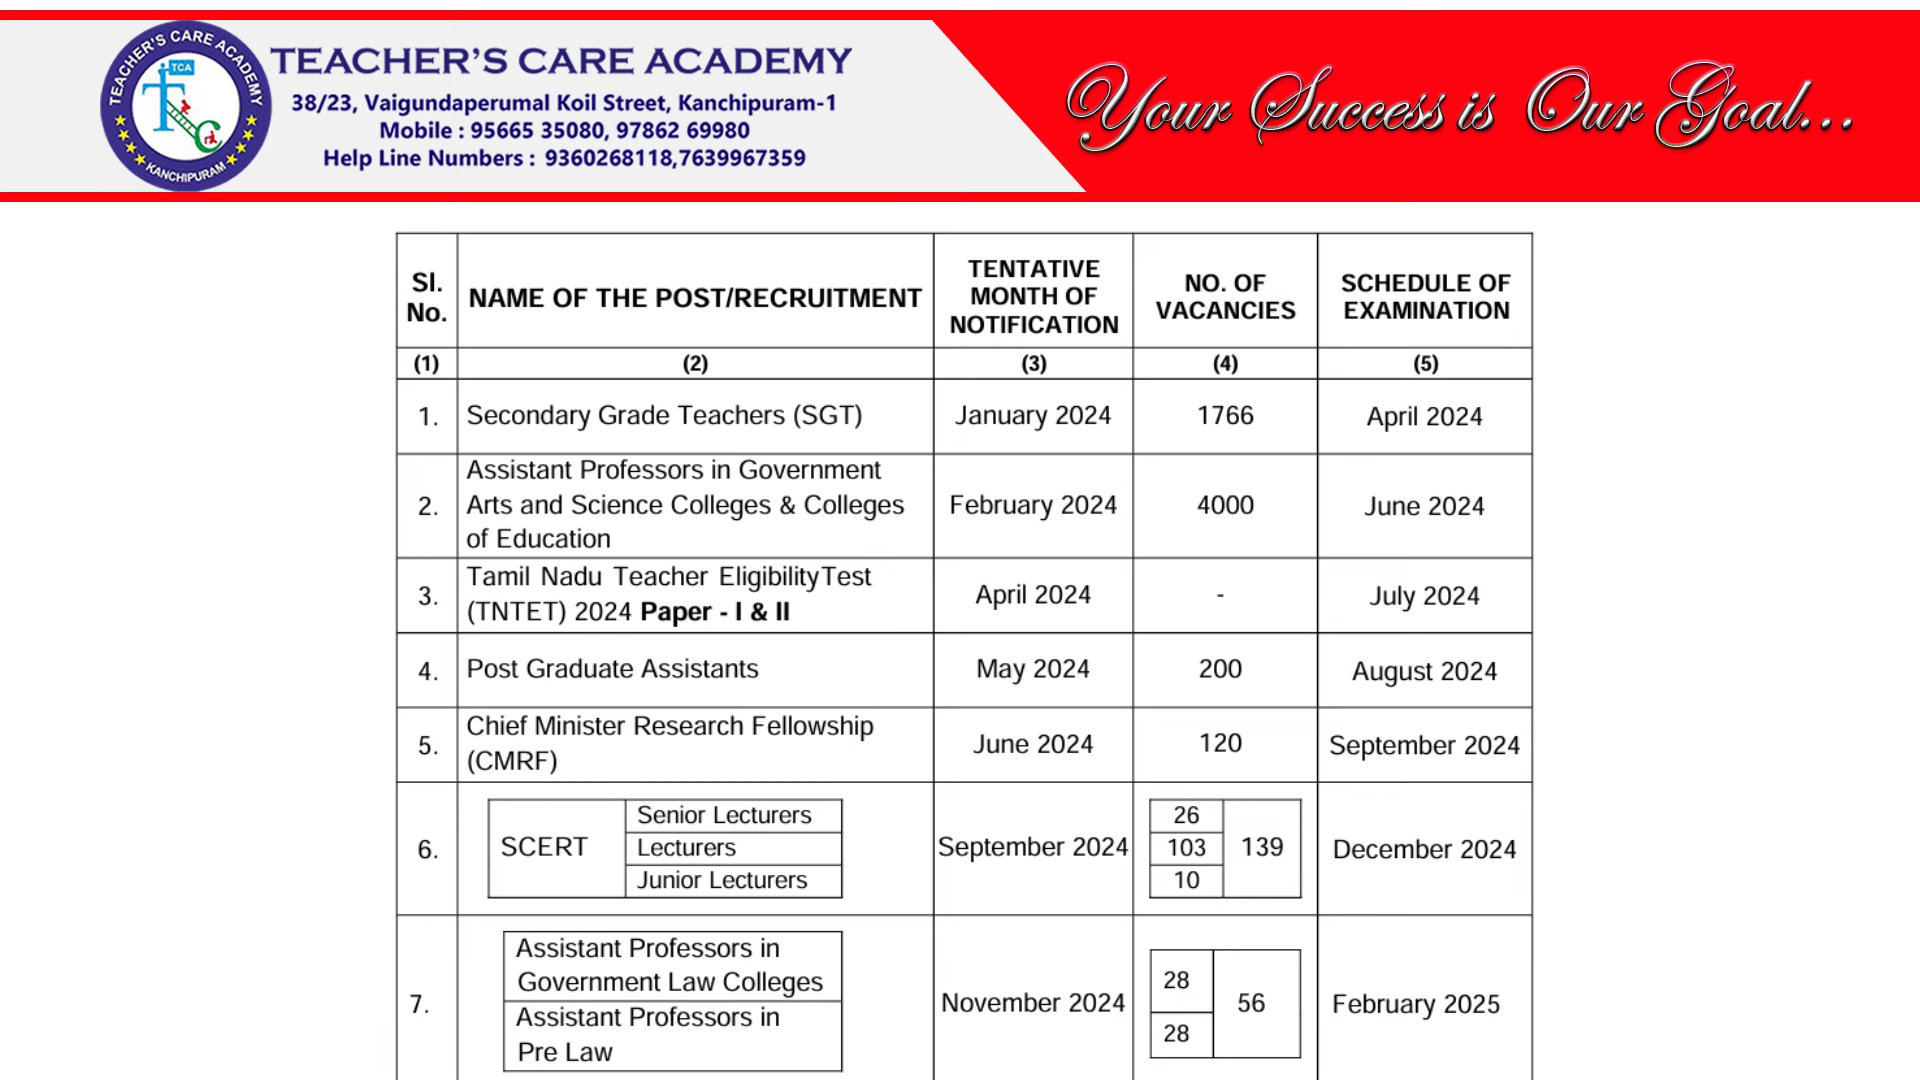 TEACHER'S CARE ACADEMY
KANCHIPURAM
TCA
TEACHER'S CARE ACADEMY
38/23, Vaigundaperumal Koil Street, Kanchipuram-1
Mobile : 95665 35080, 97862 69980
Help Line Numbers : 9360268118,7639967359
Your Success is Our Goal...
Sl. No.
NAME OF THE POST/RECRUITMENT
TENTATIVE
MONTH OF
NOTIFICATION
NO. OF
VACANCIES
SCHEDULE OF
EXAMINATION
(1) (2) (3) (4) (5)
1. Secondary Grade Teachers (SGT) January 2024 1766 April 2024
2. Assistant Professors in Government
Arts and Science Colleges & Colleges
of Education
February 2024 4000 June 2024
3. Tamil Nadu Teacher EligibilityTest
(TNTET) 2024 Paper - I & II
April 2024 - July 2024
4. Post Graduate Assistants May 2024 200 August 2024
5. Chief Minister Research Fellowship
(CMRF)
June 2024 120 September 2024
6. SCERT
Senior Lecturers
Lecturers
Junior Lecturers
September 2024
26
103
10
139
December 2024
7. Assistant Professors in
Government Law Colleges
Assistant Professors in
Pre Law
November 2024
28
28
56
February 2025